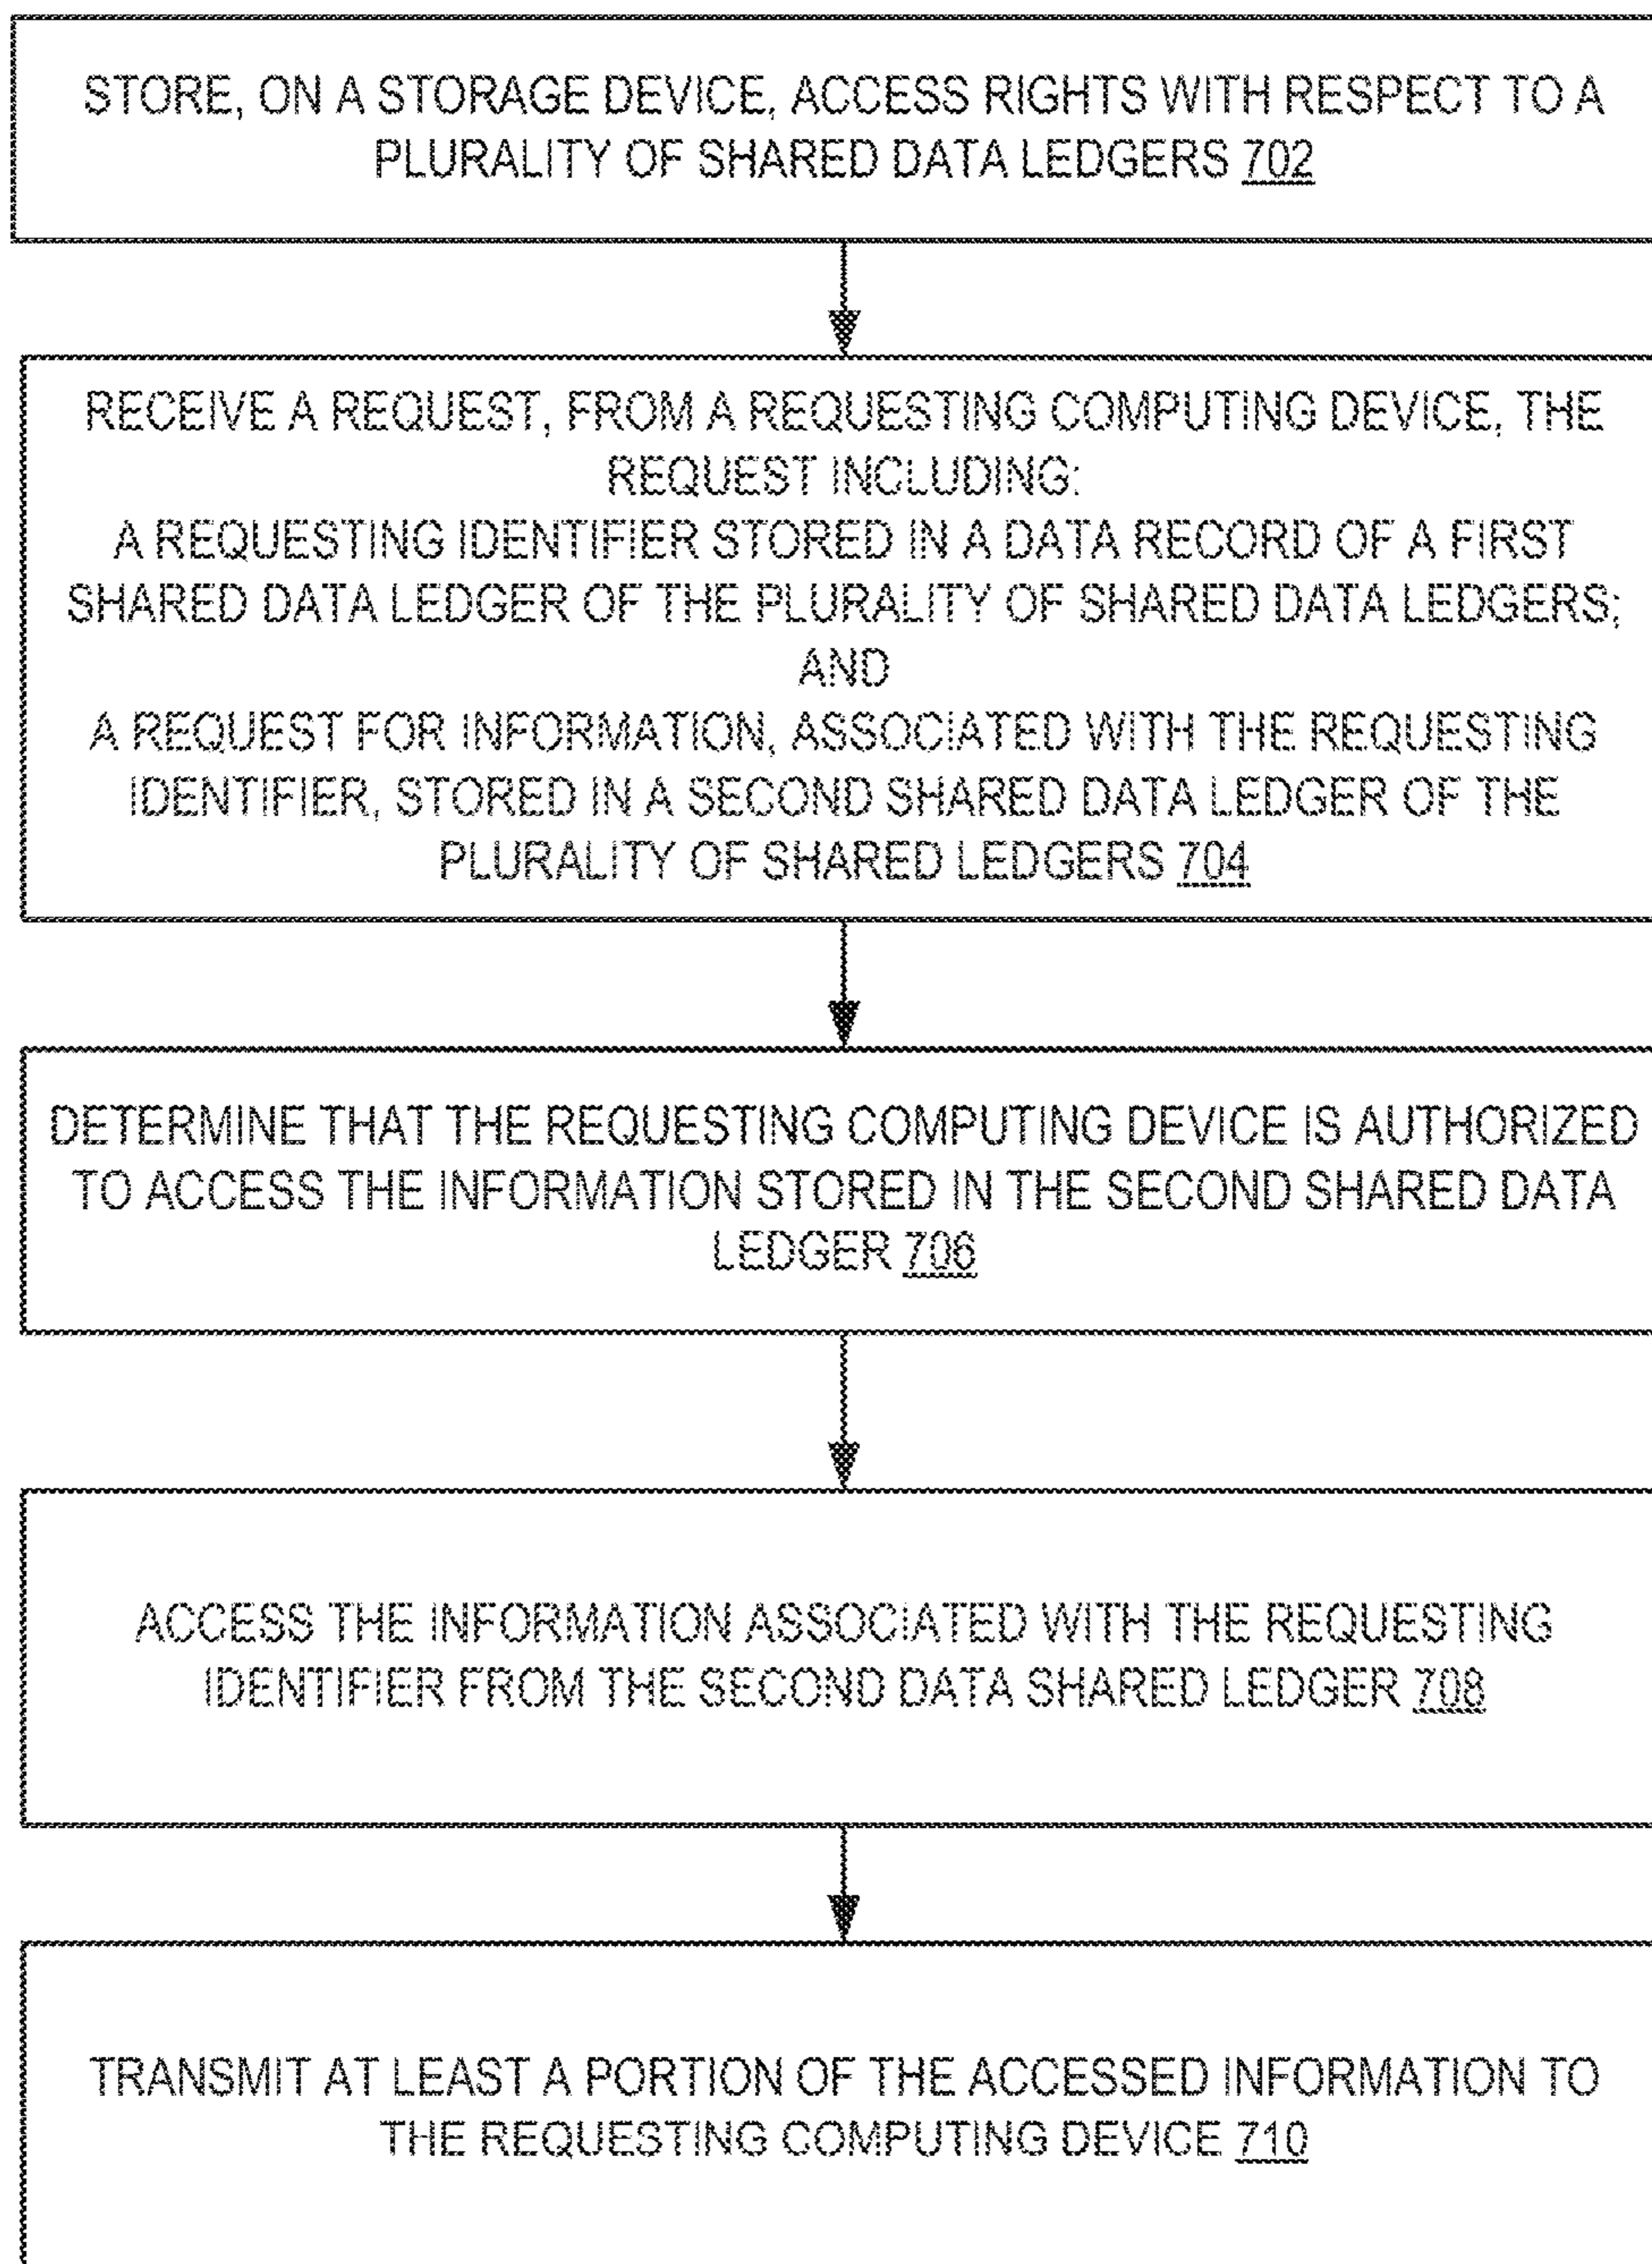 STORE, ON A STORAGE DEVICE, ACCESS RIGHTS WITH RESPECT TO A
PLURALITY OF SHARED DATA LEDGERS 702
RECEIVE A REQUEST, FROM A REQUESTING COMPUTING DEVICE, THE
REQUEST INCLUDING:
A REQUESTING IDENTIFIER STORED IN A DATA RECORD OF A FIRST
SHARED DATA LEDGER OF THE PLURALITY OF SHARED DATA LEDGERS;
AND
A REQUEST FOR INFORMATION, ASSOCIATED WITH THE REQUESTING
IDENTIFIER, STORED IN A SECOND SHARED DATA LEDGER OF THE
PLURALITY OF SHARED LEDGERS 704
DETERMINE THAT THE REQUESTING COMPUTING DEVICE IS AUTHORIZED
TO ACCESS THE INFORMATION STORED IN THE SECOND SHARED DATA
LEDGER 706
ACCESS THE INFORMATION ASSOCIATED WITH THE REQUESTING
IDENTIFIER FROM THE SECOND DATA SHARED LEDGER 708
TRANSMIT AT LEAST A PORTION OF THE ACCESSED INFORMATION TO
THE REQUESTING COMPUTING DEVICE 710